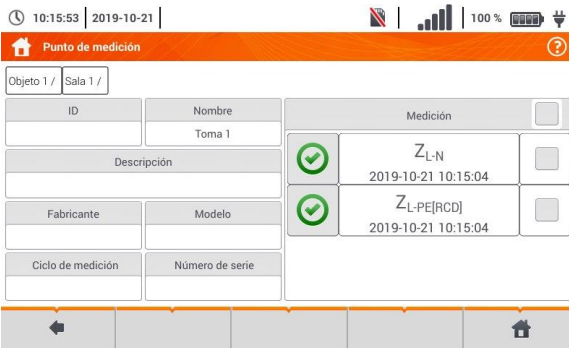 10:15:53 2019-10-21 100 %
Punto de medición ?
Objeto 1 / Sala 1 /
ID Nombre
Toma 1
Descripción
Fabricante Modelo
Ciclo de medición Número de serie
Medición
ZL-N
2019-10-21 10:15:04
ZL-PE[RCD]
2019-10-21 10:15:04